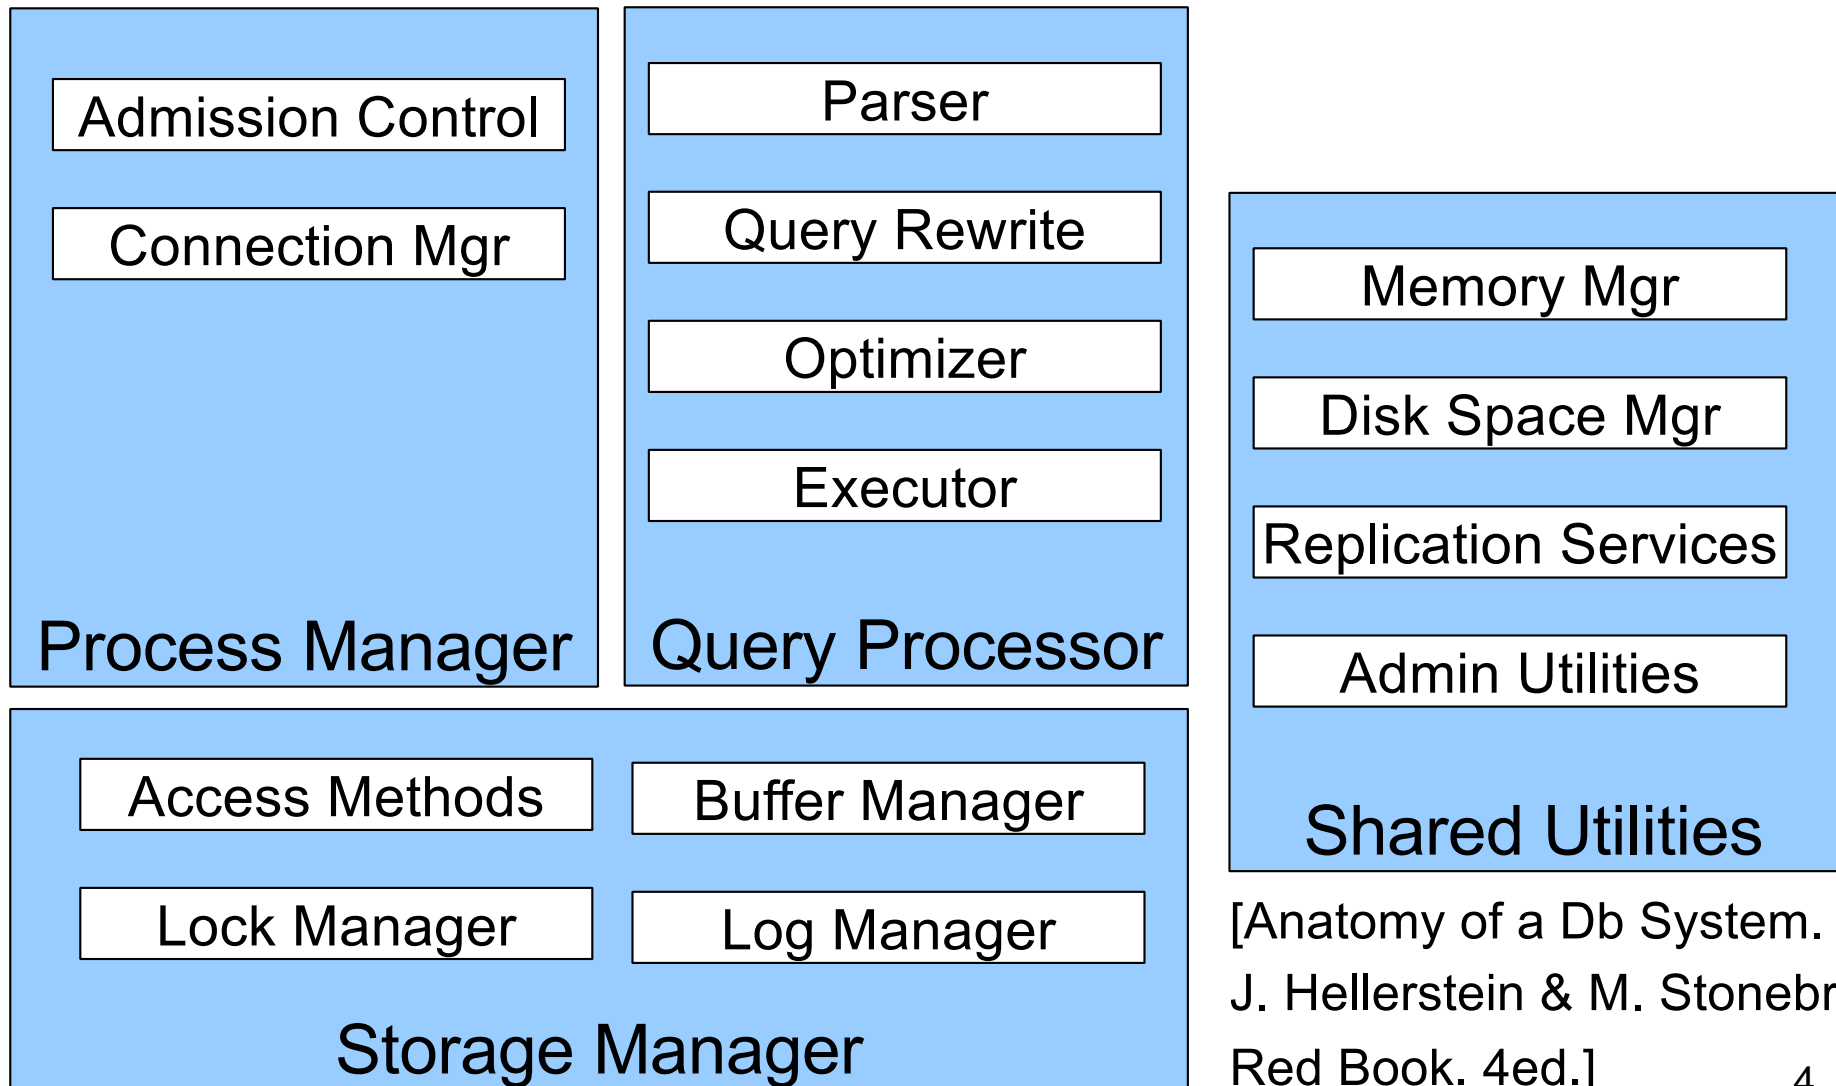 Admission Control
Connection Mgr
Process Manager
Parser
Query Rewrite
Optimizer
Executor
Query Processor
Access Methods
Buffer Manager
Lock Manager
Log Manager
Storage Manager
Memory Mgr
Disk Space Mgr
Replication Services
Admin Utilities
Shared Utilities
[Anatomy of a Db System.
J. Hellerstein & M. Stonebr
Red Book. 4ed.]
4